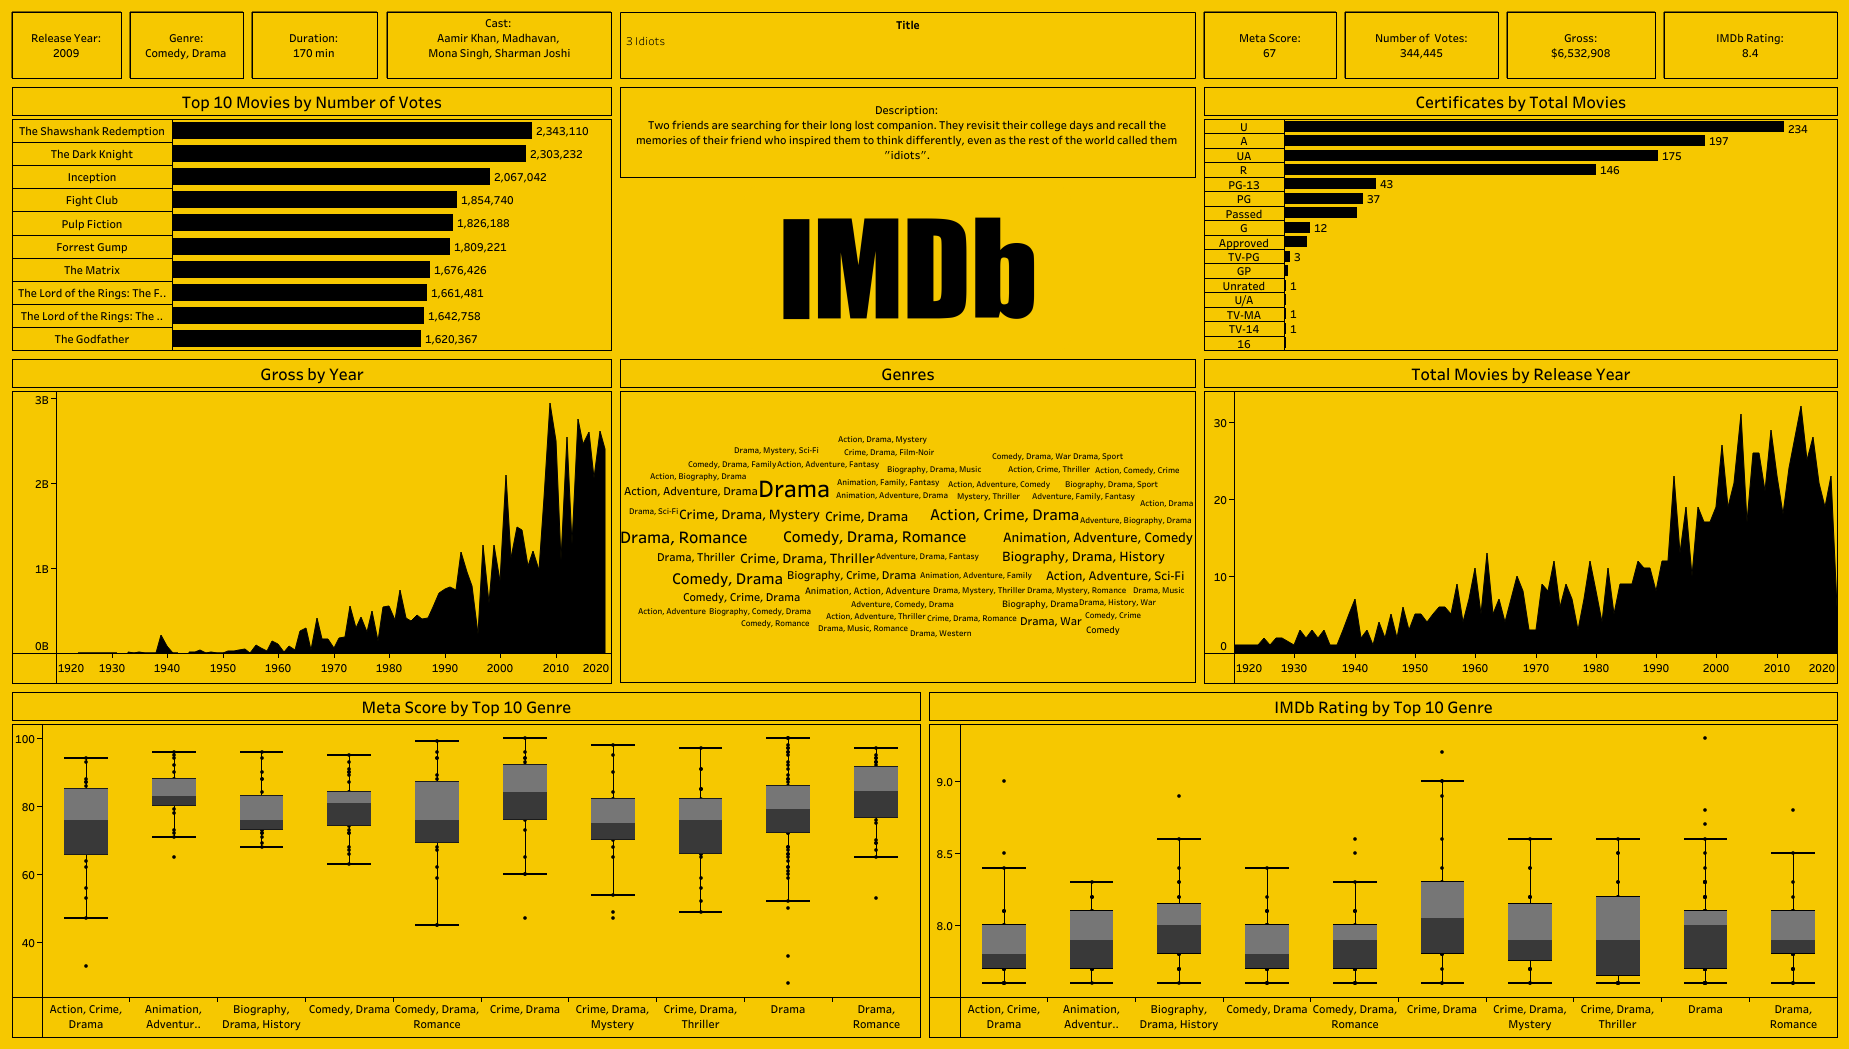 Release Year:
2009
Genre:
Comedy, Drama
Duration:
170 min
Cast:
Aamir Khan, Madhavan,
Mona Singh, Sharman Joshi
Title
3 Idiots
Meta Score:
67
Number of Votes:
344,445
Gross:
$6,532,908
IMDb Rating:
8.4
Top 10 Movies by Number of Votes
The Shawshank Redemption 2,343,110
The Dark Knight 2,303,232
Inception 2,067,042
Fight Club 1,854,740
Pulp Fiction 1,826,188
Forrest Gump 1,809,221
The Matrix 1,676,426
The Lord of the Rings: The F.. 1,661,481
The Lord of the Rings: The .. 1,642,758
The Godfather 1,620,367
Description:
Two friends are searching for their long lost companion. They revisit their college days and recall the
memories of their friend who inspired them to think differently, even as the rest of the world called them
"idiots".
IMDb
Certificates by Total Movies
U 234
A 197
UA 175
R 146
PG-13 43
PG 37
Passed
G 12
Approved
TV-PG 3
GP
Unrated 1
U/A
TV-MA 1
TV-14 1
16
Gross by Year
3B
2B
1B
0B
1920 1930 1940 1950 1960 1970 1980 1990 2000 2010 2020
Genres
Action, Drama, Mystery
Drama, Mystery, Sci-Fi
Crime, Drama, Film-Noir
Comedy, Drama, War
Drama, Sport
Comedy, Drama, Family
Action, Adventure, Fantasy
Biography, Drama, Music
Action, Crime, Thriller
Action, Comedy, Crime
Action, Biography, Drama
Action, Adventure, Drama
Drama
Animation, Family, Fantasy
Action, Adventure, Comedy
Biography, Drama, Sport
Animation, Adventure, Drama
Mystery, Thriller
Adventure, Family, Fantasy
Action, Drama
Drama, Sci-Fi
Crime, Drama, Mystery
Crime, Drama
Action, Crime, Drama
Adventure, Biography, Drama
Drama, Romance
Comedy, Drama, Romance
Animation, Adventure, Comedy
Drama, Thriller
Crime, Drama, Thriller
Adventure, Drama, Fantasy
Biography, Drama, History
Comedy, Drama
Biography, Crime, Drama
Animation, Adventure, Family
Action, Adventure, Sci-Fi
Comedy, Crime, Drama
Animation, Action, Adventure
Drama, Mystery, Thriller
Drama, Mystery, Romance
Drama, Music
Adventure, Comedy, Drama
Biography, Drama
Drama, History, War
Action, Adventure
Biography, Comedy, Drama
Action, Adventure, Thriller
Crime, Drama, Romance
Drama, War
Comedy, Crime
Comedy, Romance
Drama, Music, Romance
Drama, Western
Comedy
Total Movies by Release Year
30
20
10
0
1920 1930 1940 1950 1960 1970 1980 1990 2000 2010 2020
Meta Score by Top 10 Genre
100
80
60
40
Action, Crime,
Drama
Animation,
Adventur..
Biography,
Drama, History
Comedy, Drama
Comedy, Drama,
Romance
Crime, Drama
Crime, Drama,
Mystery
Crime, Drama,
Thriller
Drama
Drama,
Romance
IMDb Rating by Top 10 Genre
9.0
8.5
8.0
Action, Crime,
Drama
Animation,
Adventur..
Biography,
Drama, History
Comedy, Drama
Comedy, Drama,
Romance
Crime, Drama
Crime, Drama,
Mystery
Crime, Drama,
Thriller
Drama
Drama,
Romance